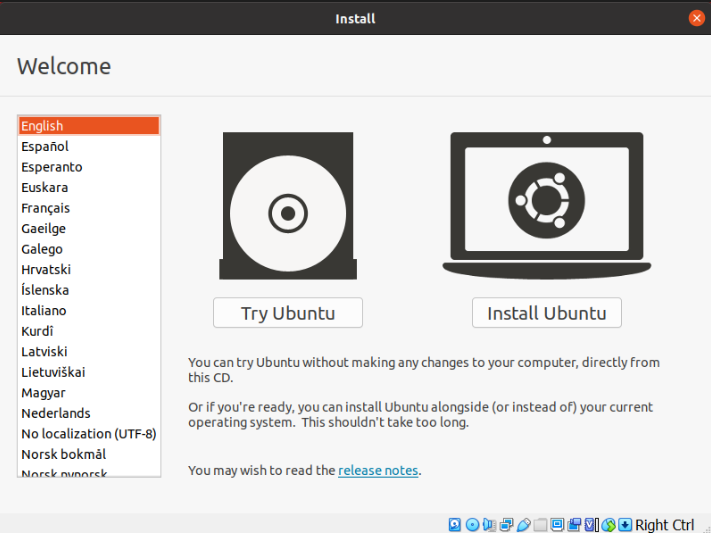 Install
Welcome
English
Español
Esperanto
Euskara
Français
Gaeilge
Galego
Hrvatski
Íslenska
Italiano
Kurdî
Latviski
Lietuviškai
Magyar
Nederlands
No localization (UTF-8)
Norsk bokmål
Norsk nynorsk
Try Ubuntu
Install Ubuntu
You can try Ubuntu without making any changes to your computer, directly from
this CD.
Or if you're ready, you can install Ubuntu alongside (or instead of) your current
operating system. This shouldn't take too long.
You may wish to read the release notes.
Right Ctrl